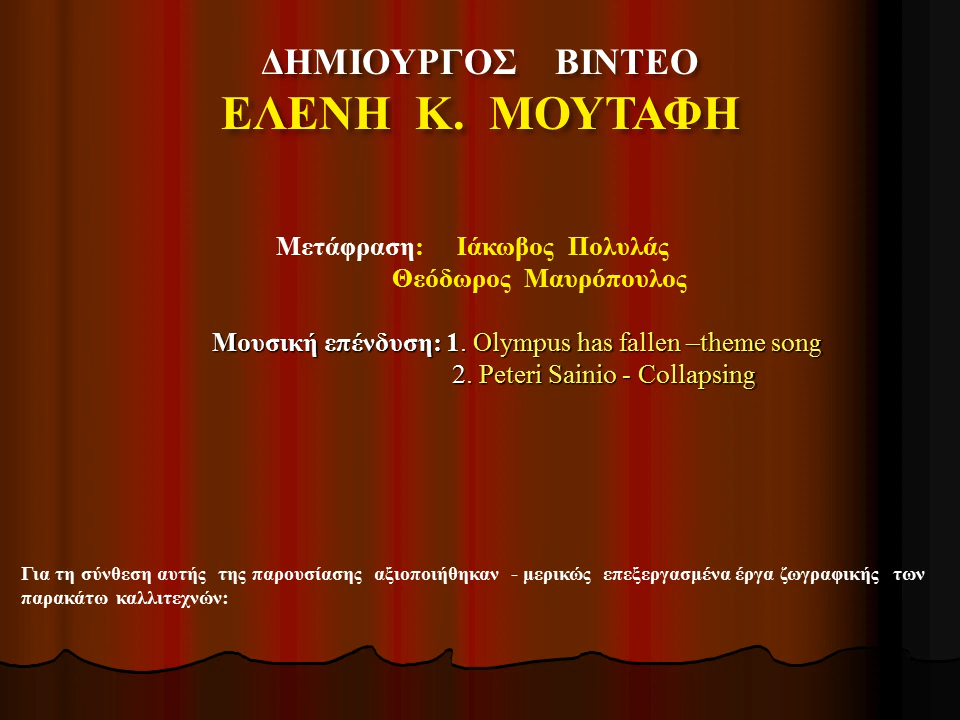 ΔΗΜΙΟΥΡΓΟΣ ΒΙΝΤΕΟ
ΕΛΕΝΗ Κ. ΜΟΥΤΑΦΗ
Μετάφραση: Ιάκωβος Πολυλάς
Θεόδωρος Μαυρόπουλος
Μουσική επένδυση: 1. Olympus has fallen –theme song
2. Peteri Sainio - Collapsing
Για τη σύνθεση αυτής της παρουσίασης αξιοποιήθηκαν - μερικώς επεξεργασμένα έργα ζωγραφικής των
παρακάτω καλλιτεχνών: